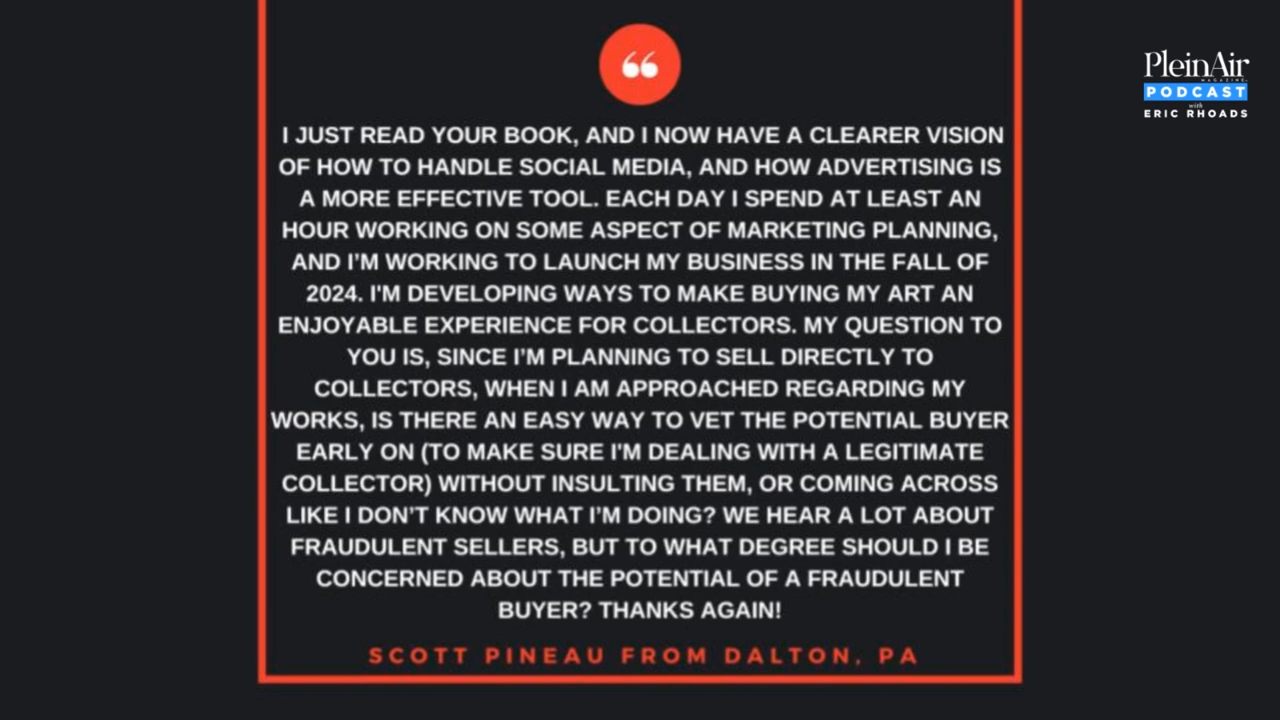 ❝
I JUST READ YOUR BOOK, AND I NOW HAVE A CLEARER VISION
OF HOW TO HANDLE SOCIAL MEDIA, AND HOW ADVERTISING IS
A MORE EFFECTIVE TOOL. EACH DAY I SPEND AT LEAST AN
HOUR WORKING ON SOME ASPECT OF MARKETING PLANNING,
AND I’M WORKING TO LAUNCH MY BUSINESS IN THE FALL OF
2024. I'M DEVELOPING WAYS TO MAKE BUYING MY ART AN
ENJOYABLE EXPERIENCE FOR COLLECTORS. MY QUESTION TO
YOU IS, SINCE I’M PLANNING TO SELL DIRECTLY TO
COLLECTORS, WHEN I AM APPROACHED REGARDING MY
WORKS, IS THERE AN EASY WAY TO VET THE POTENTIAL BUYER
EARLY ON (TO MAKE SURE I'M DEALING WITH A LEGITIMATE
COLLECTOR) WITHOUT INSULTING THEM, OR COMING ACROSS
LIKE I DON’T KNOW WHAT I’M DOING? WE HEAR A LOT ABOUT
FRAUDULENT SELLERS, BUT TO WHAT DEGREE SHOULD I BE
CONCERNED ABOUT THE POTENTIAL OF A FRAUDULENT
BUYER? THANKS AGAIN!
SCOTT PINEAU FROM DALTON, PA
PleinAir
MAGAZINE
PODCAST
with
ERIC RHOADS